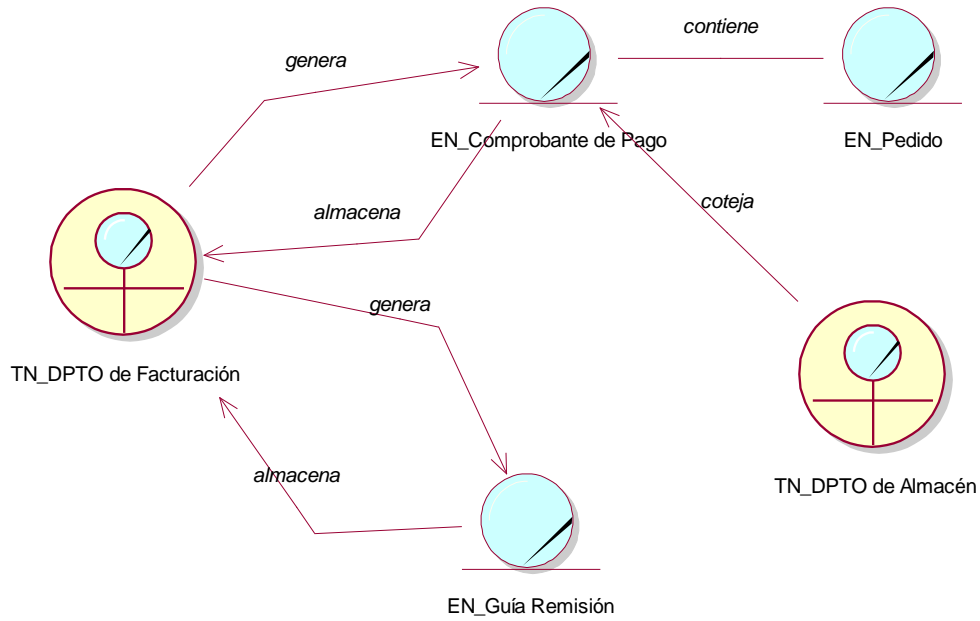 contiene
genera
EN_Comprobante de Pago
EN_Pedido
almacena
coteja
genera
TN_DPTO de Facturación
almacena
TN_DPTO de Almacén
EN_Guía Remisión